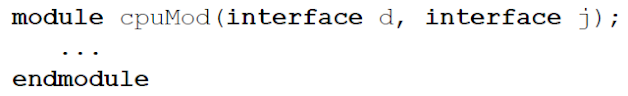 module cpuMod(interface d, interface j);
...
endmodule